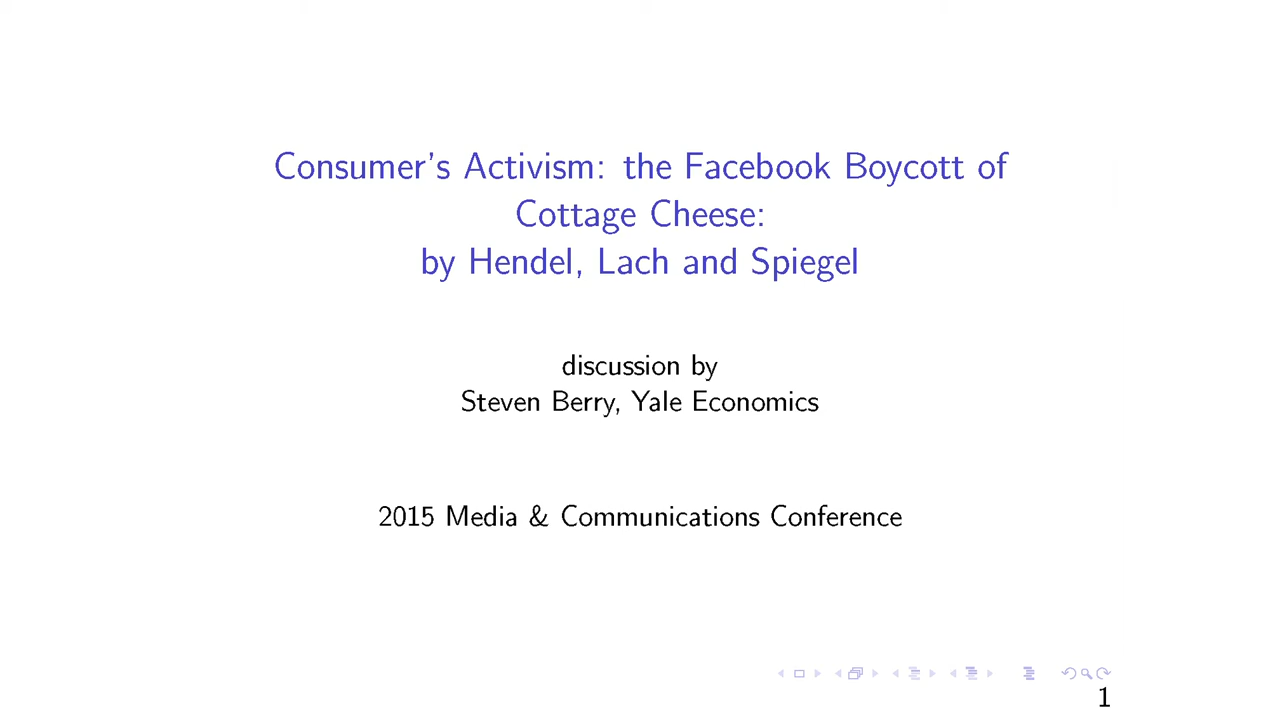 Consumer's Activism: the Facebook Boycott of
Cottage Cheese:
by Hendel, Lach and Spiegel
discussion by
Steven Berry, Yale Economics
2015 Media & Communications Conference
1